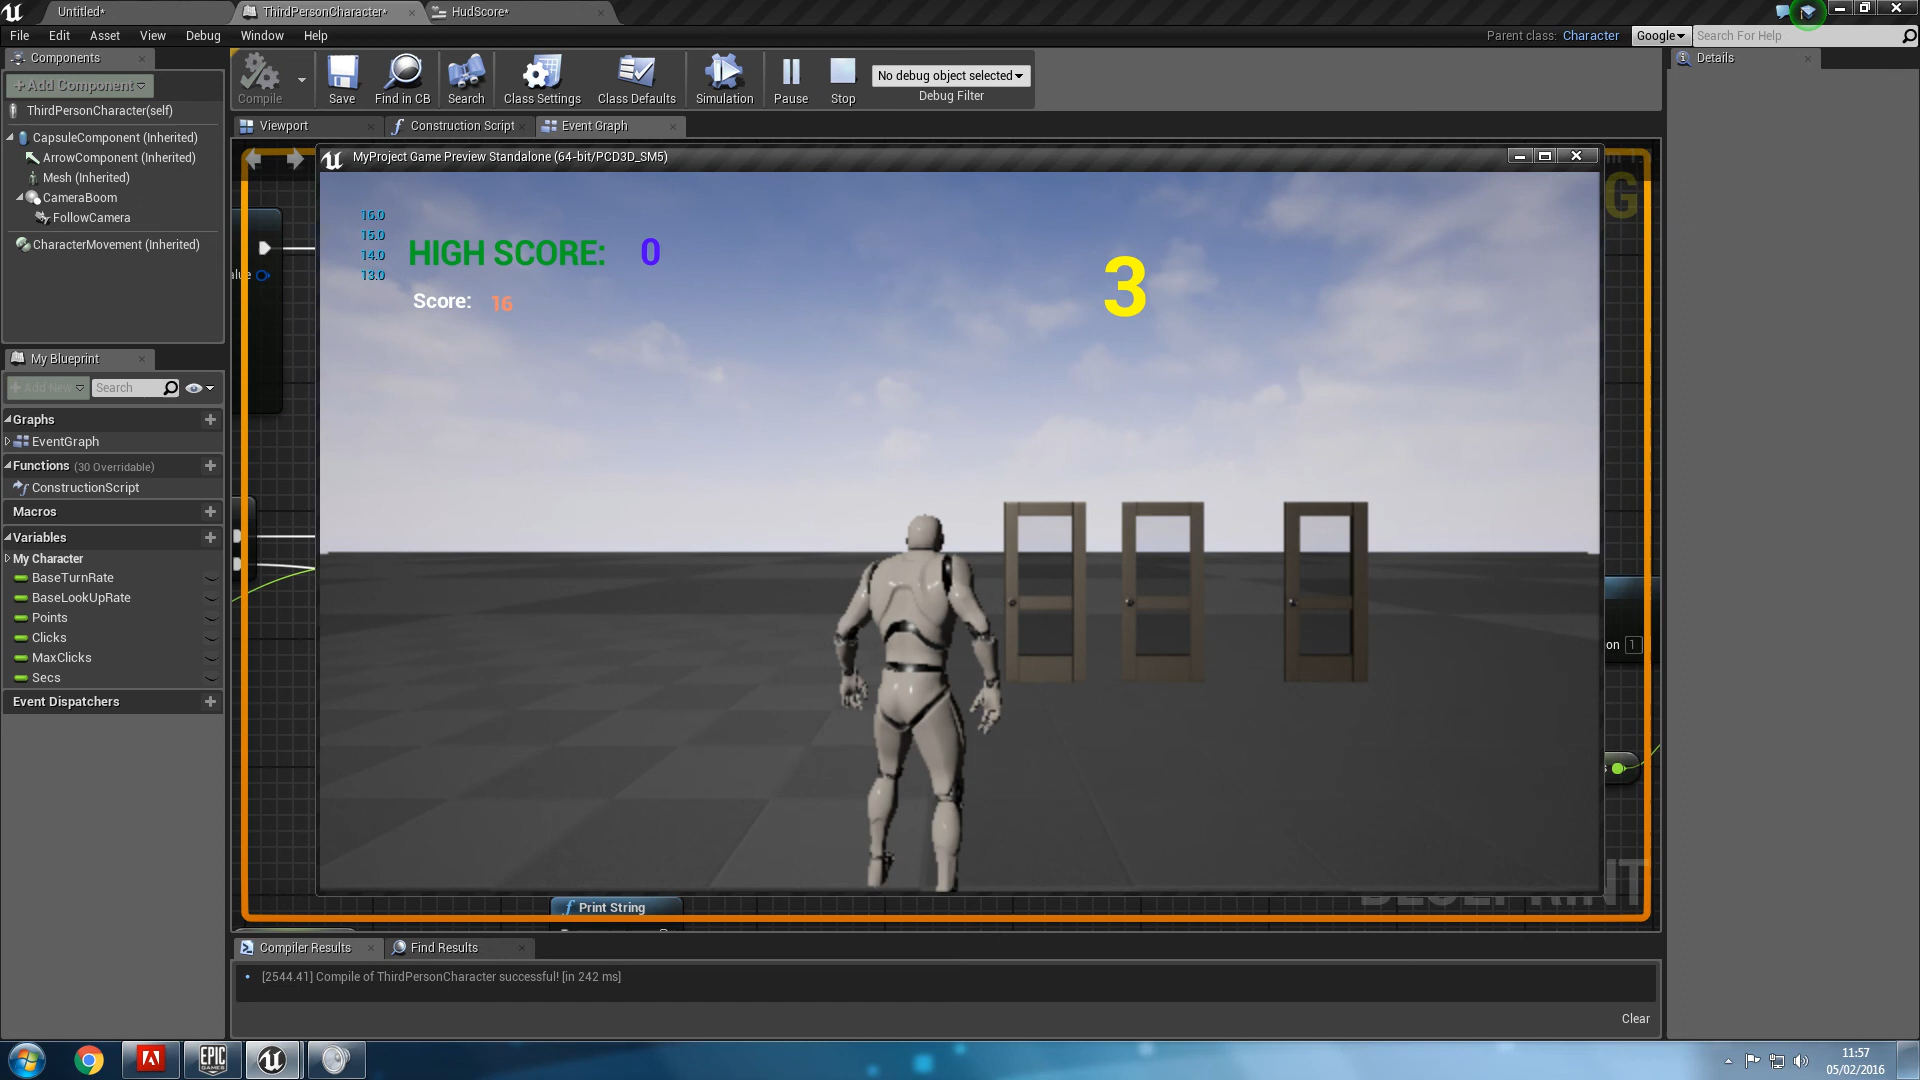 Untitled*
ThirdPersonCharacter*
HudScore*
File
Edit
Asset
View
Debug
Window
Help
Parent class: Character
Google
Search For Help
Components
+Add Component
ThirdPersonCharacter(self)
CapsuleComponent (Inherited)
ArrowComponent (Inherited)
Mesh (Inherited)
CameraBoom
FollowCamera
CharacterMovement (Inherited)
Compile
Save
Find in CB
Search
Class Settings
Class Defaults
Simulation
Pause
Stop
No debug object selected
Debug Filter
Details
Viewport
Construction Script
Event Graph
MyProject Game Preview Standalone (64-bit/PCD3D_SM5)
16.0
15.0
14.0
13.0
HIGH SCORE: 0
Score: 16
3
My Blueprint
+Add New
Search
Graphs
EventGraph
Functions (30 Overridable)
ConstructionScript
Macros
Variables
My Character
BaseTurnRate
BaseLookUpRate
Points
Clicks
MaxClicks
Secs
Event Dispatchers
on 1
Print String
Compiler Results
Find Results
[2544.41] Compile of ThirdPersonCharacter successful! [in 242 ms]
Clear
EPIC
GAMES
11:57
05/02/2016